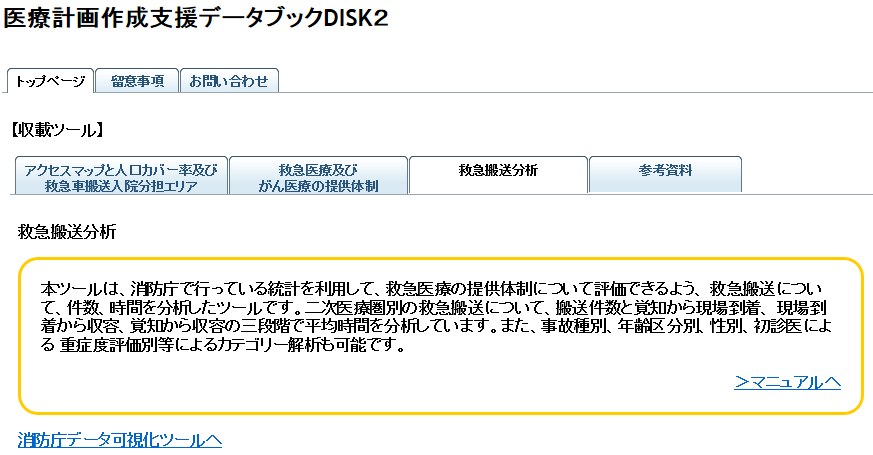 医療計画作成支援データブックDISK2
トップページ 留意事項 お問い合わせ
【収載ツール】
アクセスマップと人口カバー率及び
救急車搬送入院分担エリア
救急医療及び
がん医療の提供体制
救急搬送分析
参考資料
救急搬送分析
本ツールは、消防庁で行っている統計を利用して、救急医療の提供体制について評価できるよう、救急搬送につい
て、件数、時間を分析したツールです。二次医療圏別の救急搬送について、搬送件数と覚知から現場到着、現場到
着から収容、覚知から収容の三段階で平均時間を分析しています。また、事故種別、年齢区分別、性別、初診医によ
る 重症度評価別等によるカテゴリー解析も可能です。
＞マニュアルへ
消防庁データ可視化ツールへ